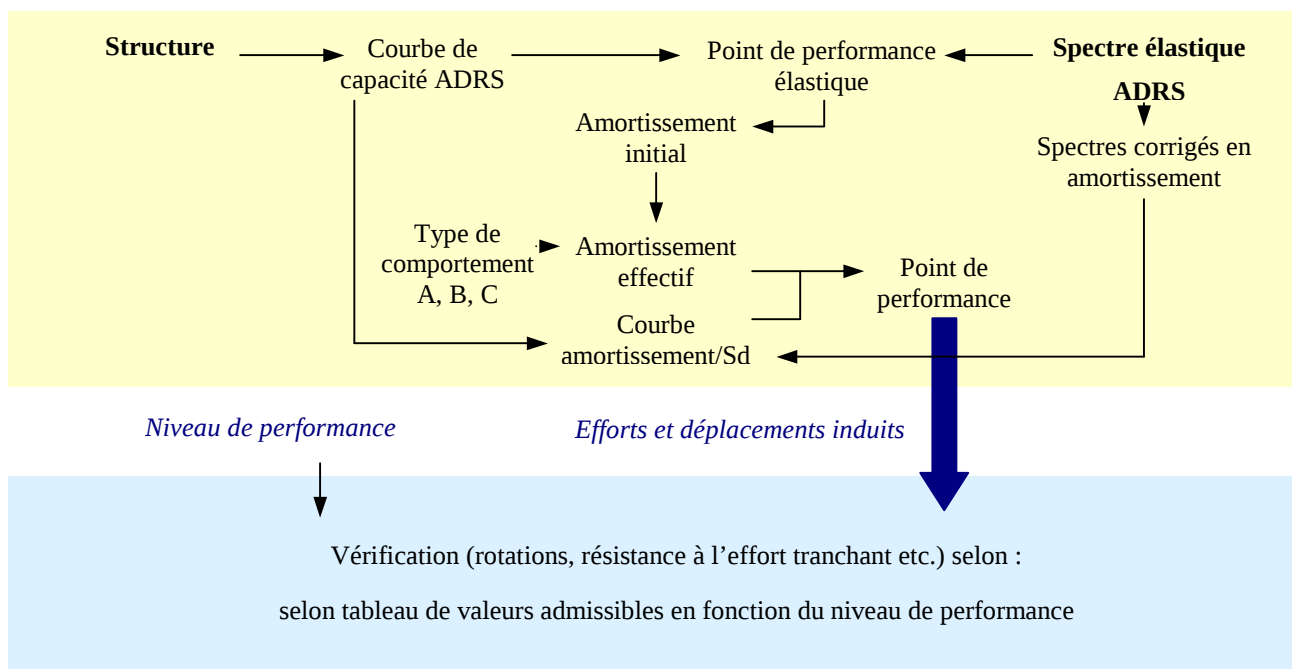 Structure
Courbe de
capacité ADRS
Point de performance
élastique
Spectre élastique
ADRS
Amortissement
initial
Spectres corrigés en
amortissement
Type de
comportement
A, B, C
Amortissement
effectif
Point de
performance
Courbe
amortissement/Sd
Niveau de performance
Efforts et déplacements induits
Vérification (rotations, résistance à l’effort tranchant etc.) selon :
selon tableau de valeurs admissibles en fonction du niveau de performance